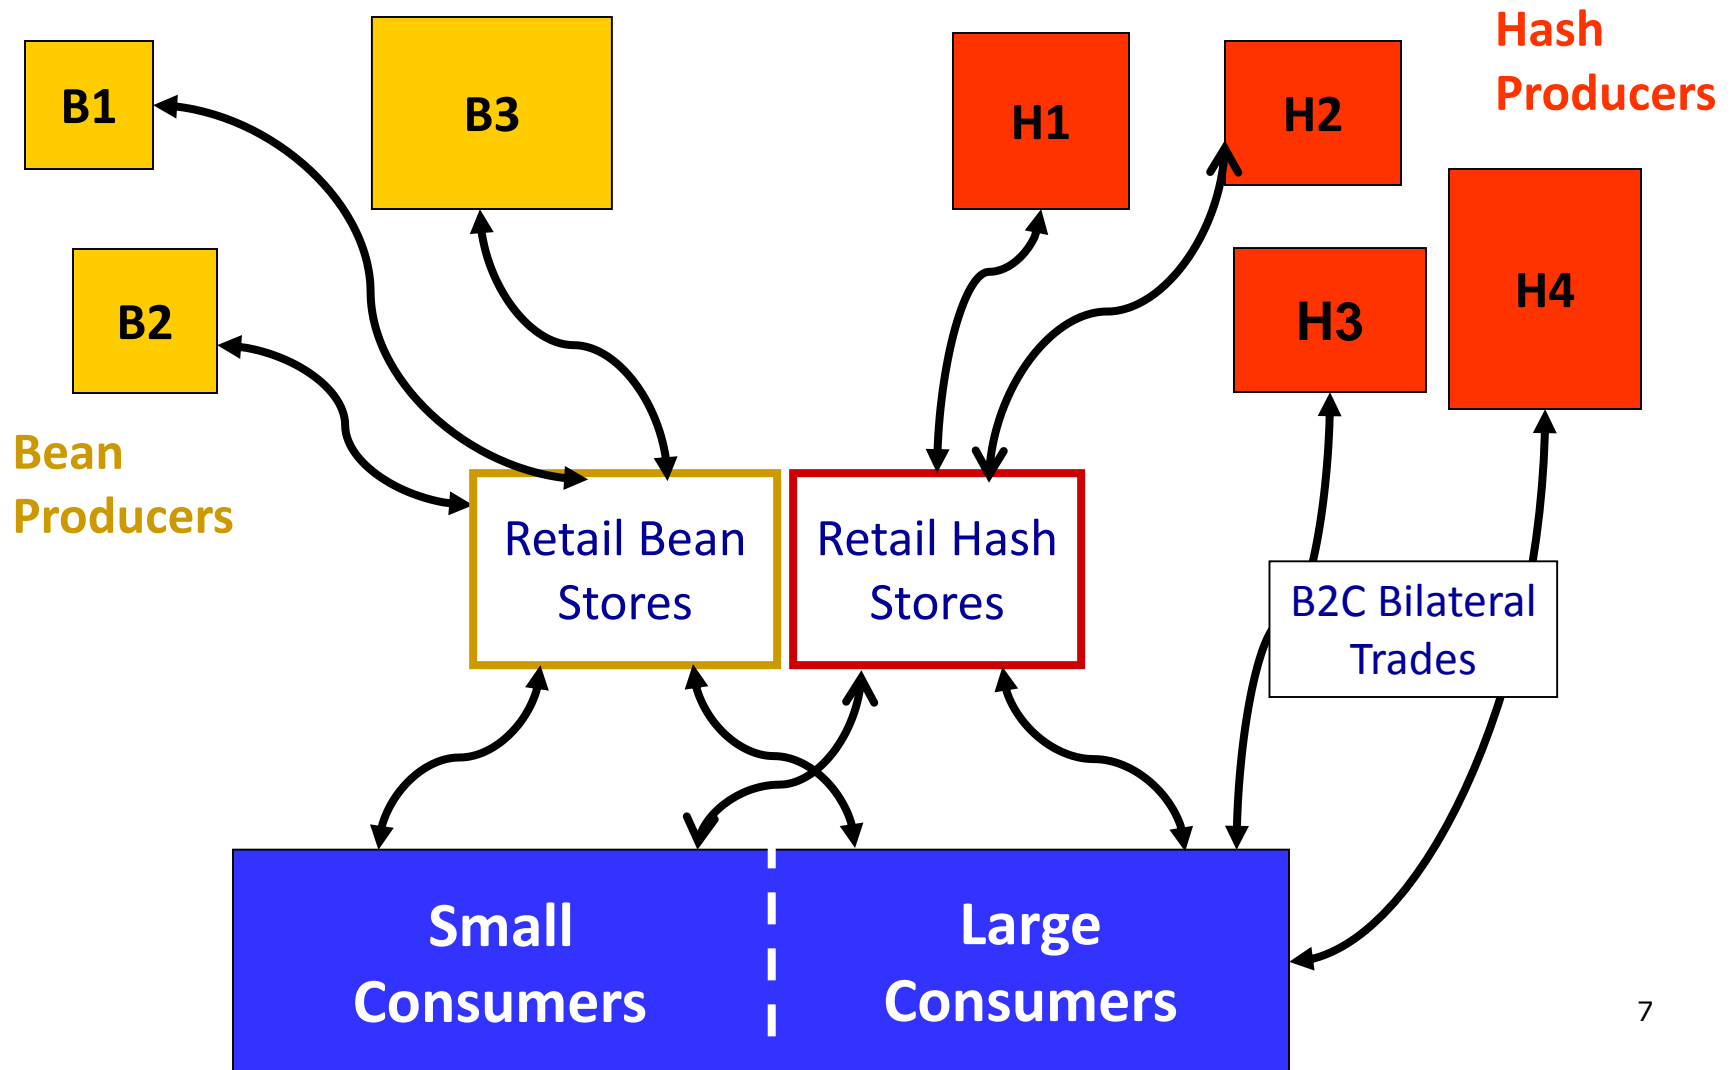 Hash
Producers
B1
B3
H1
H2
B2
H3
H4
Bean
Producers
Retail Bean
Stores
Retail Hash
Stores
B2C Bilateral
Trades
Small
Consumers
Large
Consumers
7